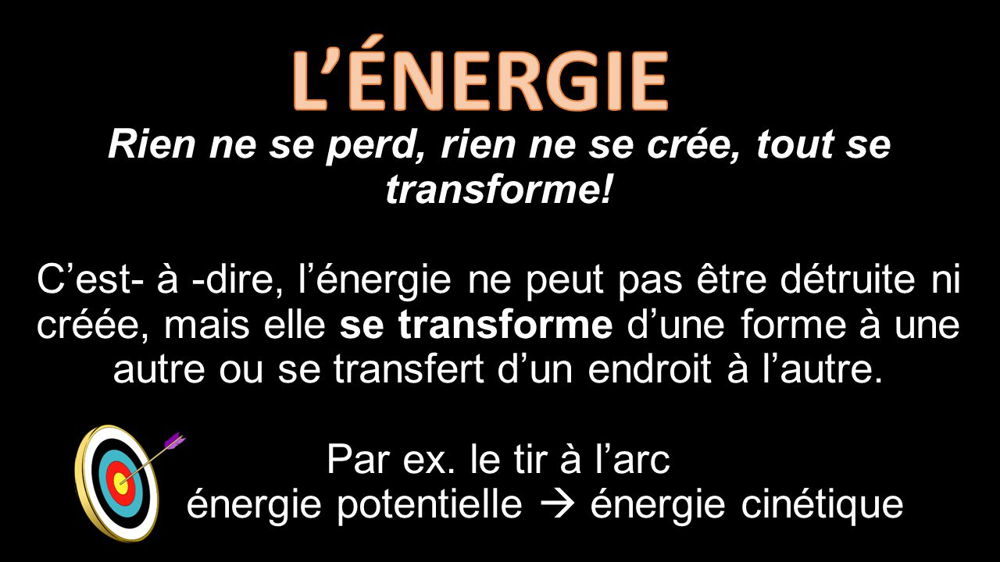 L’ÉNERGIE
Rien ne se perd, rien ne se crée, tout se
transforme!
C’est- à -dire, l’énergie ne peut pas être détruite ni
créée, mais elle se transforme d’une forme à une
autre ou se transfert d’un endroit à l’autre.
Par ex. le tir à l’arc
énergie potentielle → énergie cinétique